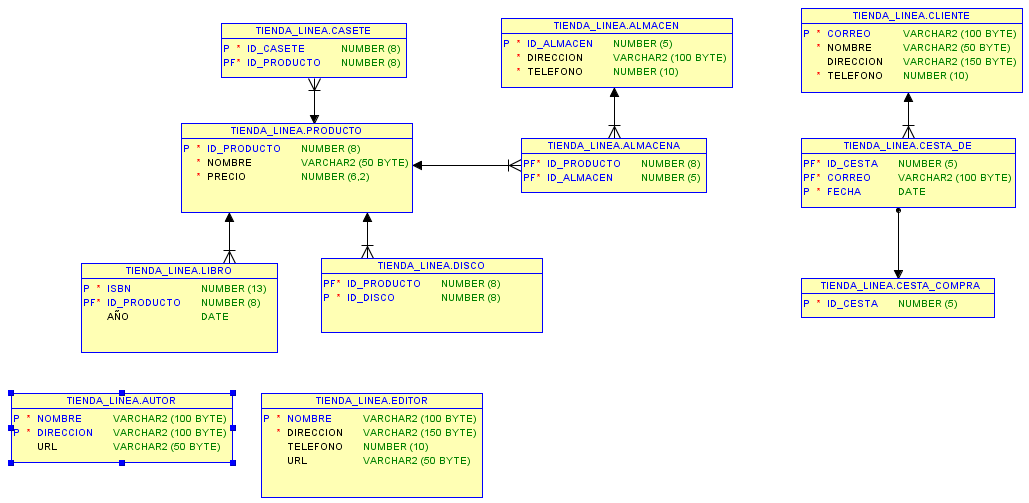 TIENDA_LINEA.CASETE
P * ID_CASETE NUMBER (8)
PF* ID_PRODUCTO NUMBER (8)
TIENDA_LINEA.ALMACEN
P * ID_ALMACEN NUMBER (5)
* DIRECCION VARCHAR2 (100 BYTE)
* TELEFONO NUMBER (10)
TIENDA_LINEA.CLIENTE
P * CORREO VARCHAR2 (100 BYTE)
* NOMBRE VARCHAR2 (50 BYTE)
DIRECCION VARCHAR2 (150 BYTE)
* TELEFONO NUMBER (10)
TIENDA_LINEA.PRODUCTO
P * ID_PRODUCTO NUMBER (8)
* NOMBRE VARCHAR2 (50 BYTE)
* PRECIO NUMBER (6,2)
TIENDA_LINEA.ALMACENA
PF* ID_PRODUCTO NUMBER (8)
PF* ID_ALMACEN NUMBER (5)
TIENDA_LINEA.CESTA_DE
PF* ID_CESTA NUMBER (5)
PF* CORREO VARCHAR2 (100 BYTE)
P * FECHA DATE
TIENDA_LINEA.LIBRO
P * ISBN NUMBER (13)
PF* ID_PRODUCTO NUMBER (8)
AÑO DATE
TIENDA_LINEA.DISCO
PF* ID_PRODUCTO NUMBER (8)
P * ID_DISCO NUMBER (8)
TIENDA_LINEA.CESTA_COMPRA
P * ID_CESTA NUMBER (5)
TIENDA_LINEA.AUTOR
P * NOMBRE VARCHAR2 (100 BYTE)
P * DIRECCION VARCHAR2 (100 BYTE)
URL VARCHAR2 (50 BYTE)
TIENDA_LINEA.EDITOR
P * NOMBRE VARCHAR2 (100 BYTE)
* DIRECCION VARCHAR2 (150 BYTE)
TELEFONO NUMBER (10)
URL VARCHAR2 (50 BYTE)